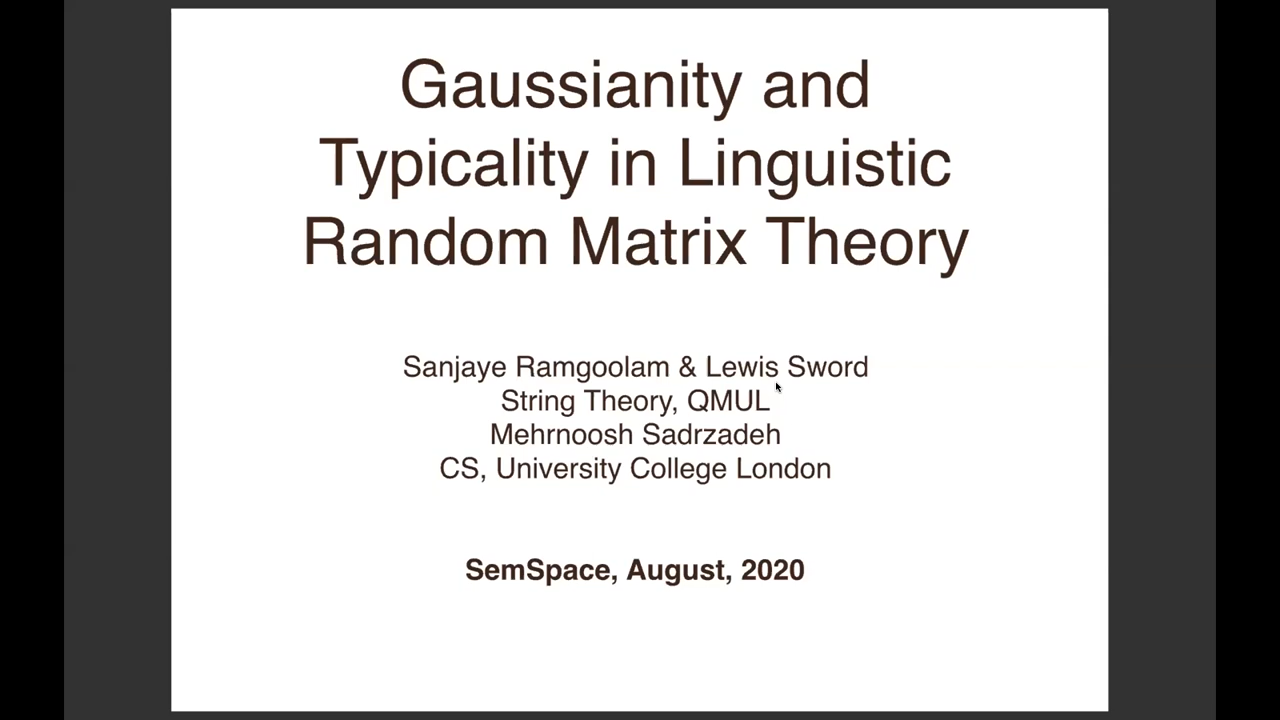 Gaussianity and
Typicality in Linguistic
Random Matrix Theory
Sanjaye Ramgoolam & Lewis Sword
String Theory, QMUL
Mehrnoosh Sadrzadeh
CS, University College London
SemSpace, August, 2020